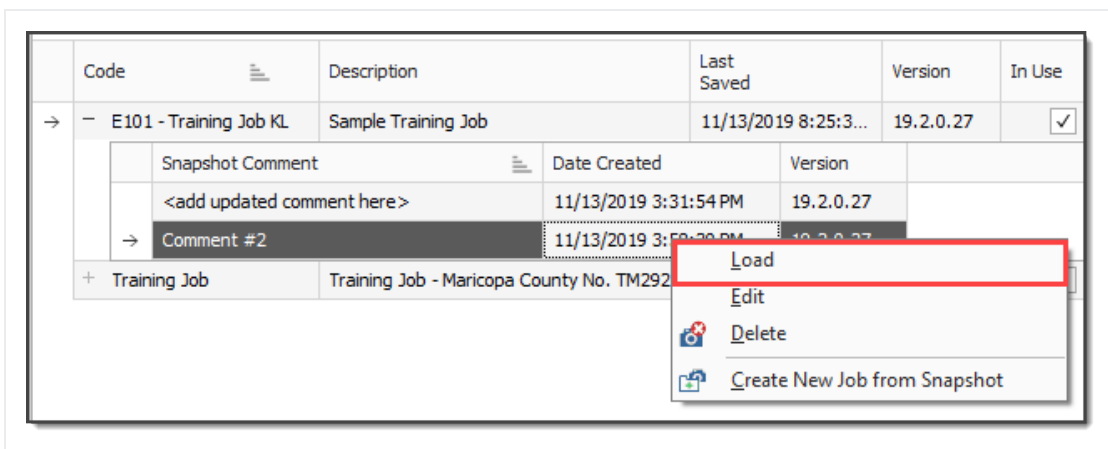 Code Description Last Saved Version In Use
E101 - Training Job KL Sample Training Job 11/13/2019 8:25:3... 19.2.0.27
Snapshot Comment Date Created Version
<add updated comment here> 11/13/2019 3:31:54 PM 19.2.0.27
Comment #2 11/13/2019
Load
Training Job Training Job - Maricopa County No. TM292
Edit
Delete
Create New Job from Snapshot